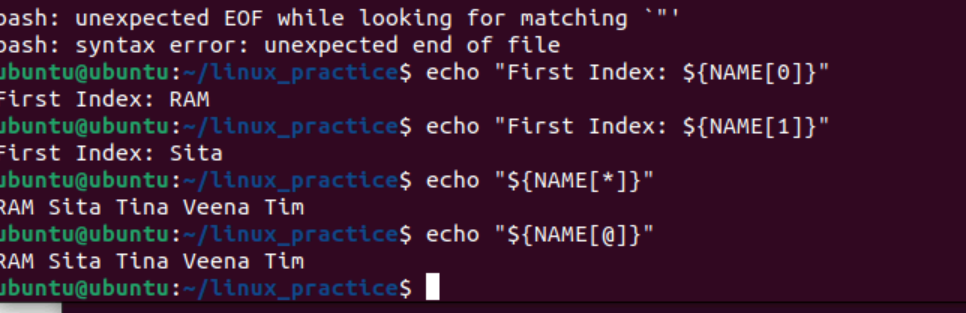 bash: unexpected EOF while looking for matching `"'
bash: syntax error: unexpected end of file
ubuntu@ubuntu:~/linux_practice$ echo "First Index: ${NAME[0]}"
First Index: RAM
ubuntu@ubuntu:~/linux_practice$ echo "First Index: ${NAME[1]}"
First Index: Sita
ubuntu@ubuntu:~/linux_practice$ echo "${NAME[*]}"
RAM Sita Tina Veena Tim
ubuntu@ubuntu:~/linux_practice$ echo "${NAME[@]}"
RAM Sita Tina Veena Tim
ubuntu@ubuntu:~/linux_practice$